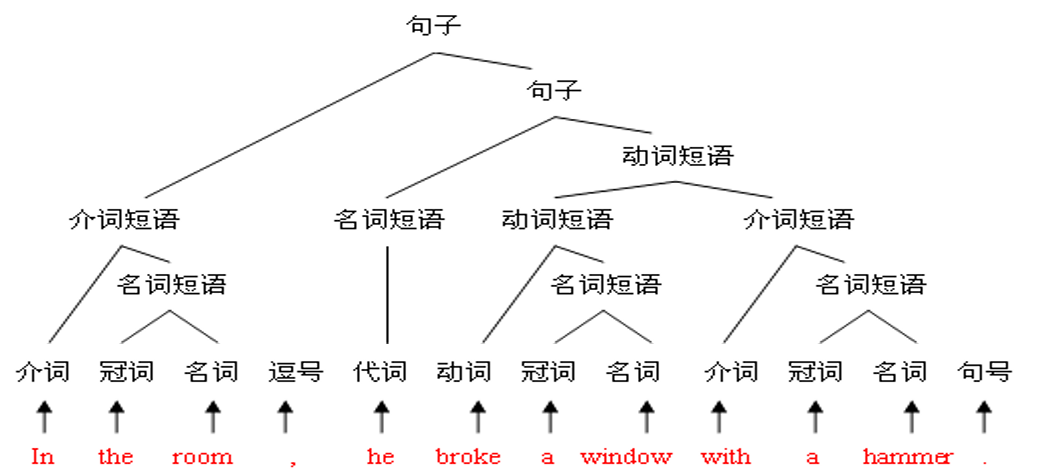 句子
句子
动词短语
介词短语 名词短语 动词短语 介词短语
名词短语 名词短语 名词短语
介词 冠词 名词 逗号 代词 动词 冠词 名词 介词 冠词 名词 句号
In the room , he broke a window with a hammer .